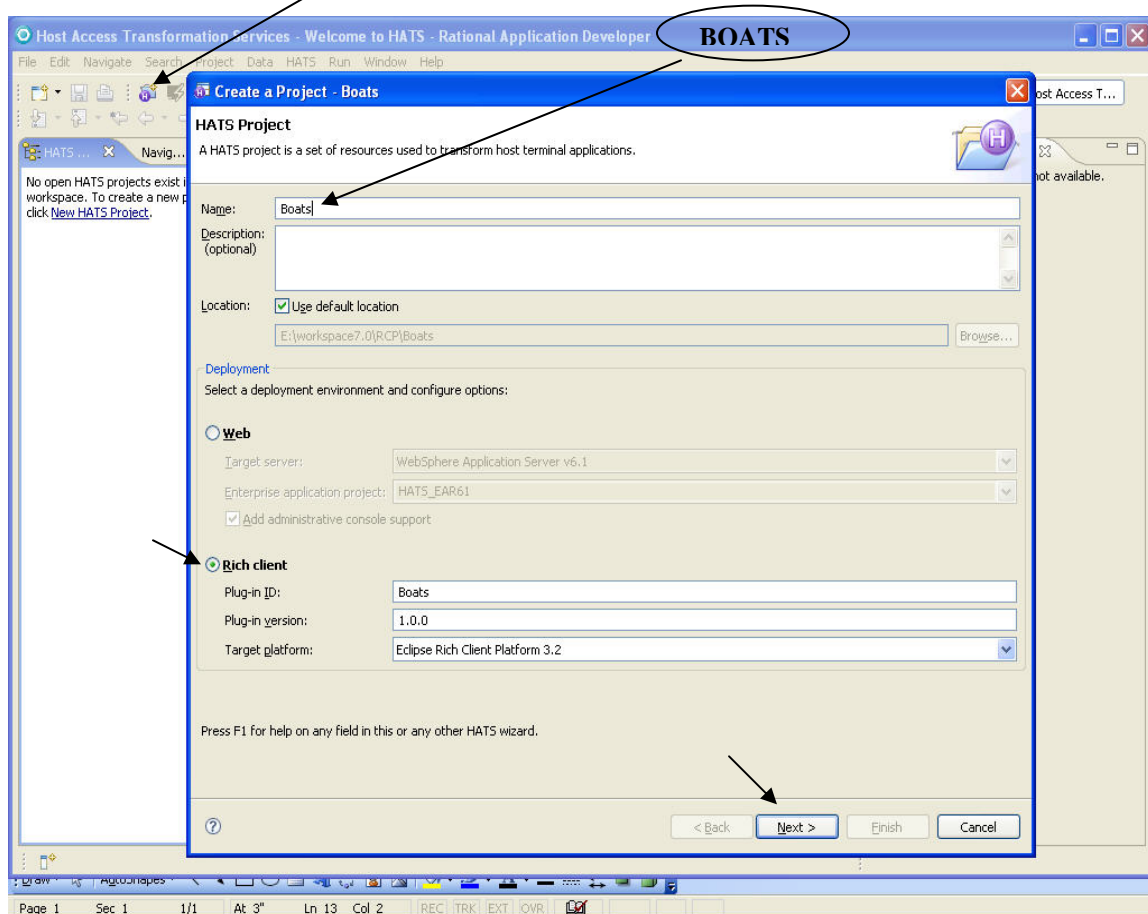 Host Access Transformation Services - Welcome to HATS - Rational Application Developer
BOATS
File Edit Navigate Search Project Data HATS Run Window Help
Create a Project - Boats
ost Access T...
HATS Project
A HATS project is a set of resources used to transform host terminal applications.
HATS ...
Navig...
No open HATS projects exist i
workspace. To create a new p
click New HATS Project.
not available.
Name: Boats
Description:
(optional)
Location: Use default location
E:\workspace7.0\RCP\Boats Browse...
Deployment
Select a deployment environment and configure options:
Web
Target server: WebSphere Application Server v6.1
Enterprise application project: HATS_EAR61
Add administrative console support
Rich client
Plug-in ID: Boats
Plug-in version: 1.0.0
Target platform: Eclipse Rich Client Platform 3.2
Press F1 for help on any field in this or any other HATS wizard.
< Back Next > Finish Cancel
Draw AutoShapes
Page 1 Sec 1 1/1 At 3" Ln 13 Col 2 REC TRK EXT OVR